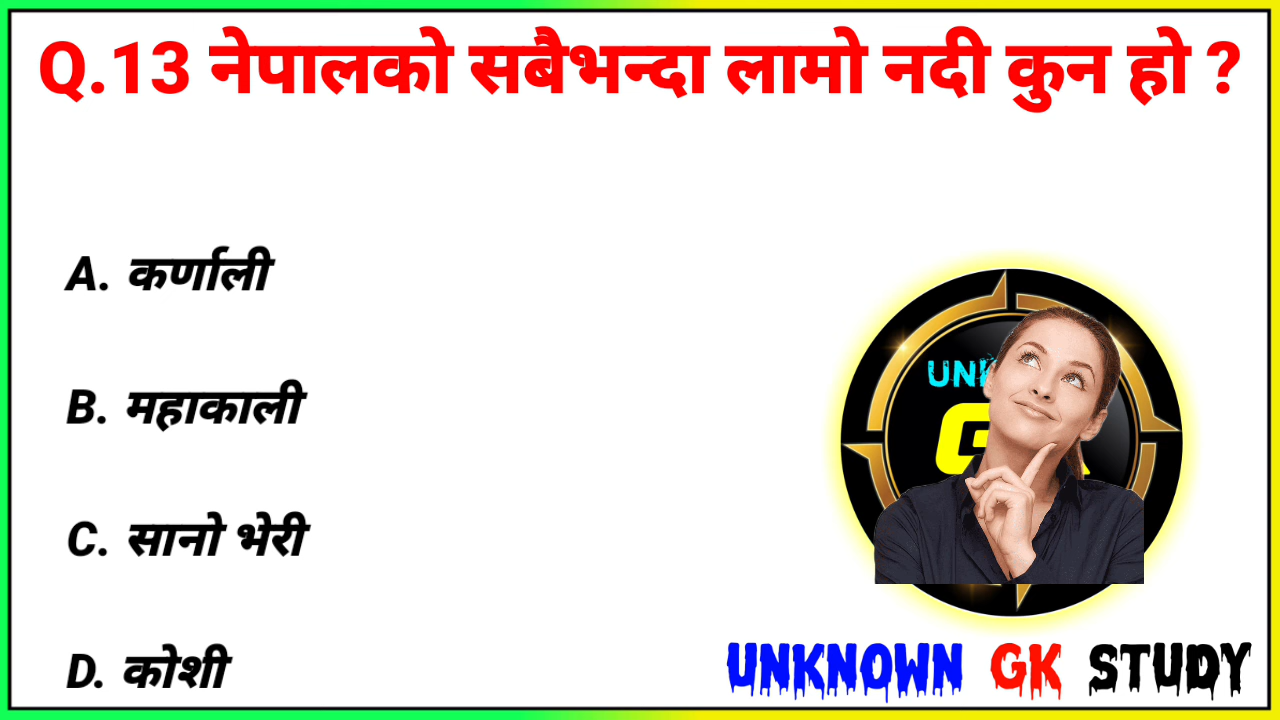 Q.13 नेपालको सबैभन्दा लामो नदी कुन हो ?
A. कर्णाली
B. महाकाली
C. सानो भेरी
D. कोशी
UNKNOWN GK STUDY